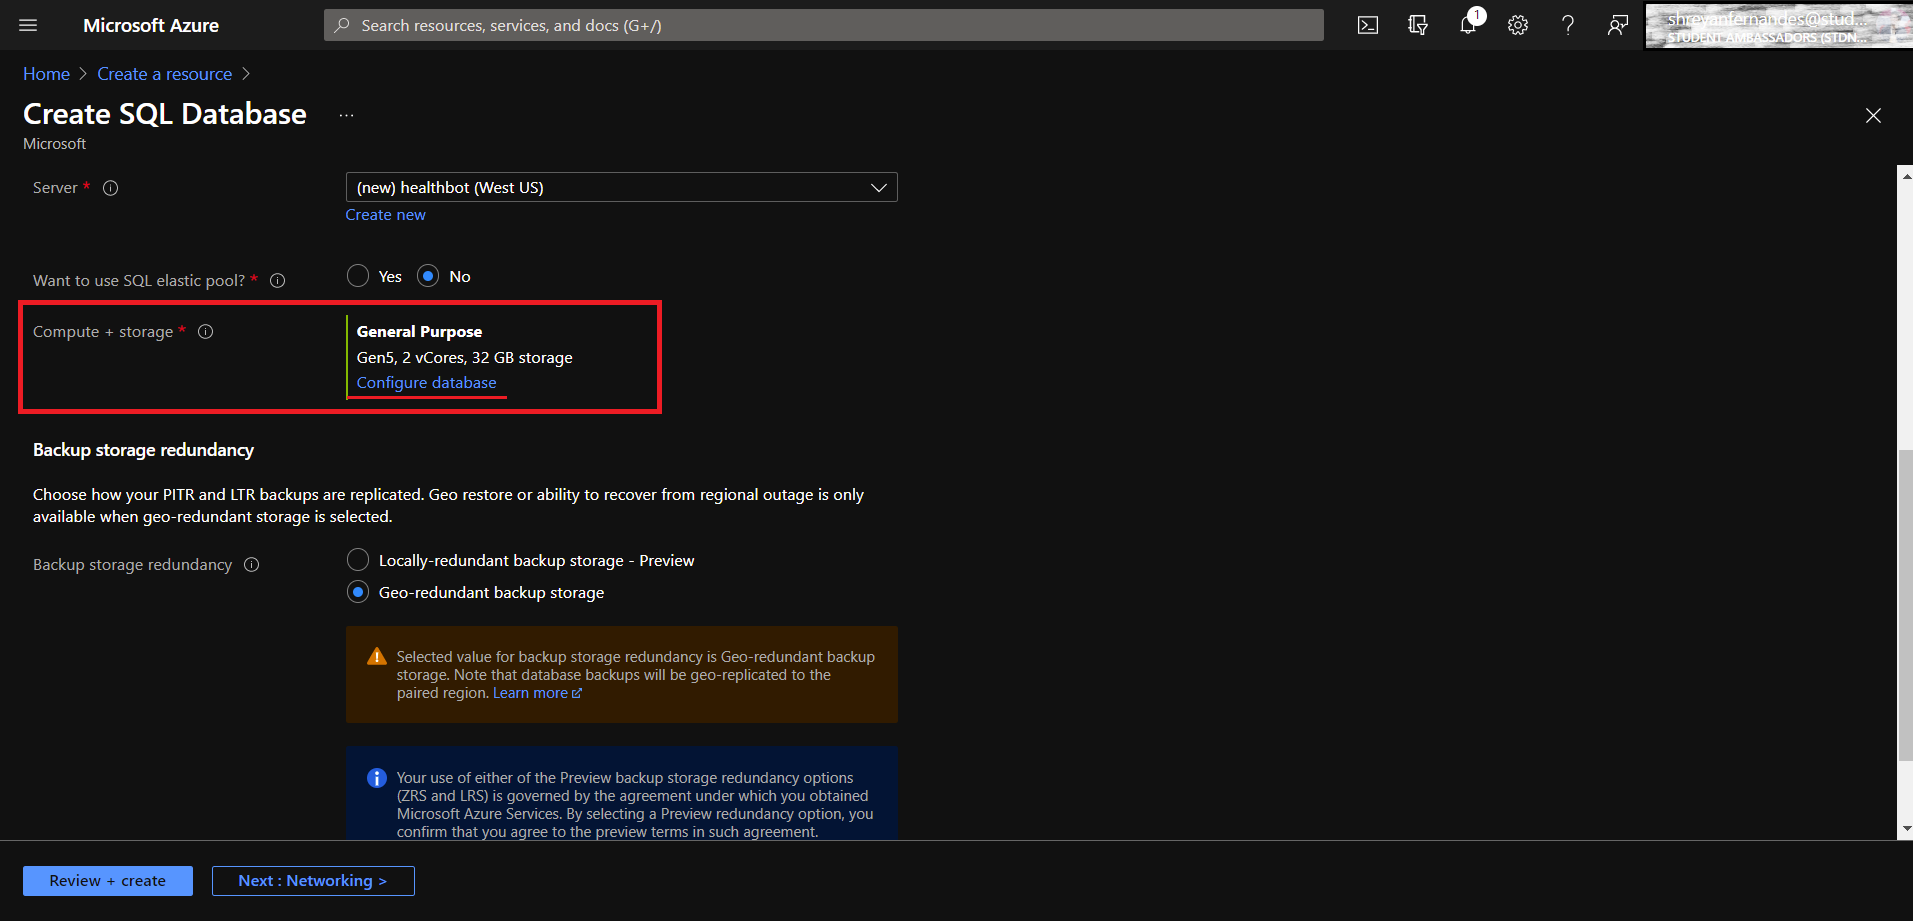 Microsoft Azure
Search resources, services, and docs (G+/)
1
shrevanfernandes@stud...
STUDENT AMBASSADORS (STDN...
Home > Create a resource >
Create SQL Database ...
Microsoft
Server * (new) healthbot (West US)
Create new
Want to use SQL elastic pool? * Yes No
Compute + storage * General Purpose
Gen5, 2 vCores, 32 GB storage
Configure database
Backup storage redundancy
Choose how your PITR and LTR backups are replicated. Geo restore or ability to recover from regional outage is only
available when geo-redundant storage is selected.
Backup storage redundancy Locally-redundant backup storage - Preview
Geo-redundant backup storage
Selected value for backup storage redundancy is Geo-redundant backup
storage. Note that database backups will be geo-replicated to the
paired region. Learn more
Your use of either of the Preview backup storage redundancy options
(ZRS and LRS) is governed by the agreement under which you obtained
Microsoft Azure Services. By selecting a Preview redundancy option, you
confirm that you agree to the preview terms in such agreement.
Review + create
Next : Networking >